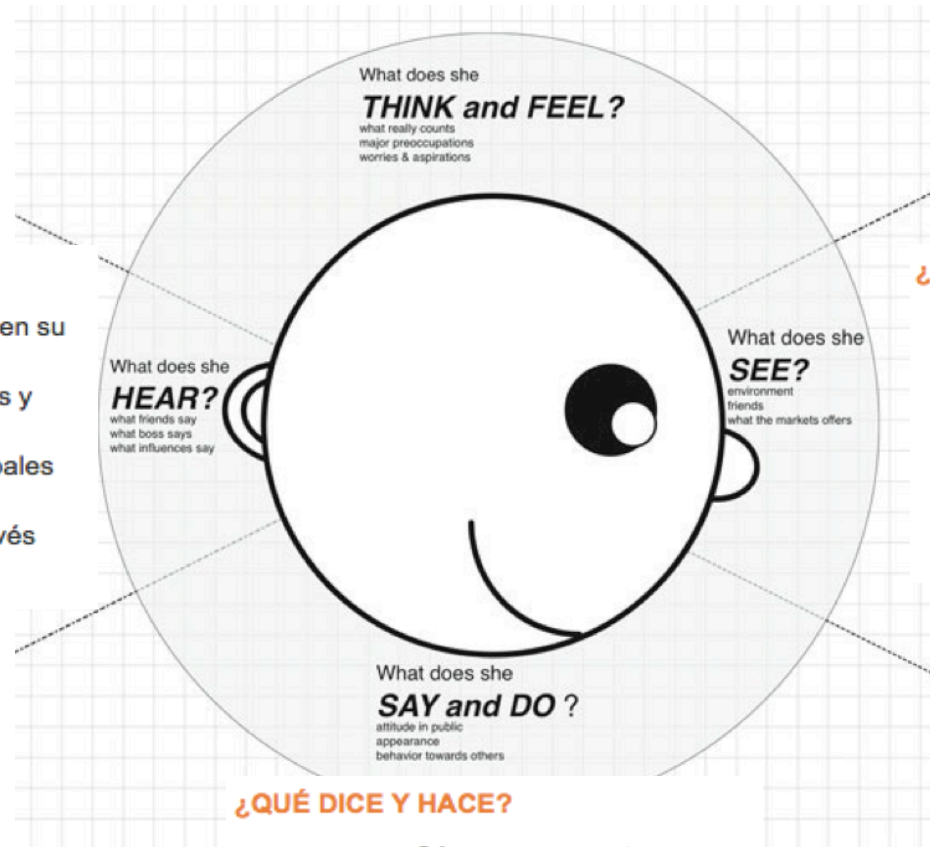 What does she
THINK and FEEL?
what really counts
major preoccupations
worries & aspirations
en su
s y
vés
What does she
HEAR?
what friends say
what boss says
what influences say
¿
What does she
SEE?
environment
friends
what the markets offers
What does she
SAY and DO ?
attitude in public
appearance
behavior towards others
¿QUÉ DICE Y HACE?